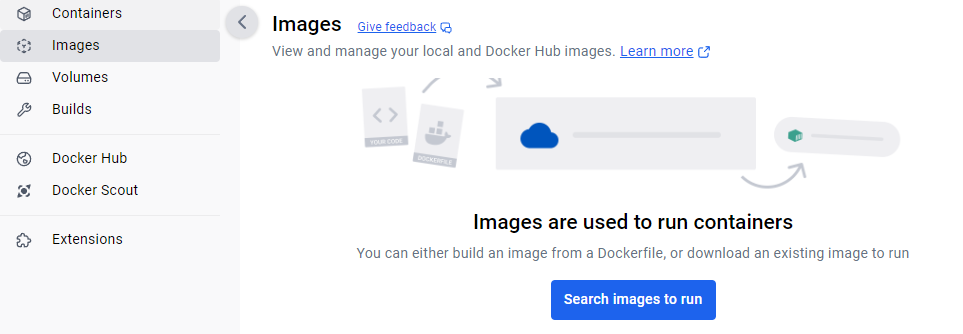 Containers
Images
Volumes
Builds
Docker Hub
Docker Scout
Extensions
Images Give feedback
View and manage your local and Docker Hub images. Learn more
YOUR CODE
DOCKERFILE
Images are used to run containers
You can either build an image from a Dockerfile, or download an existing image to run
Search images to run